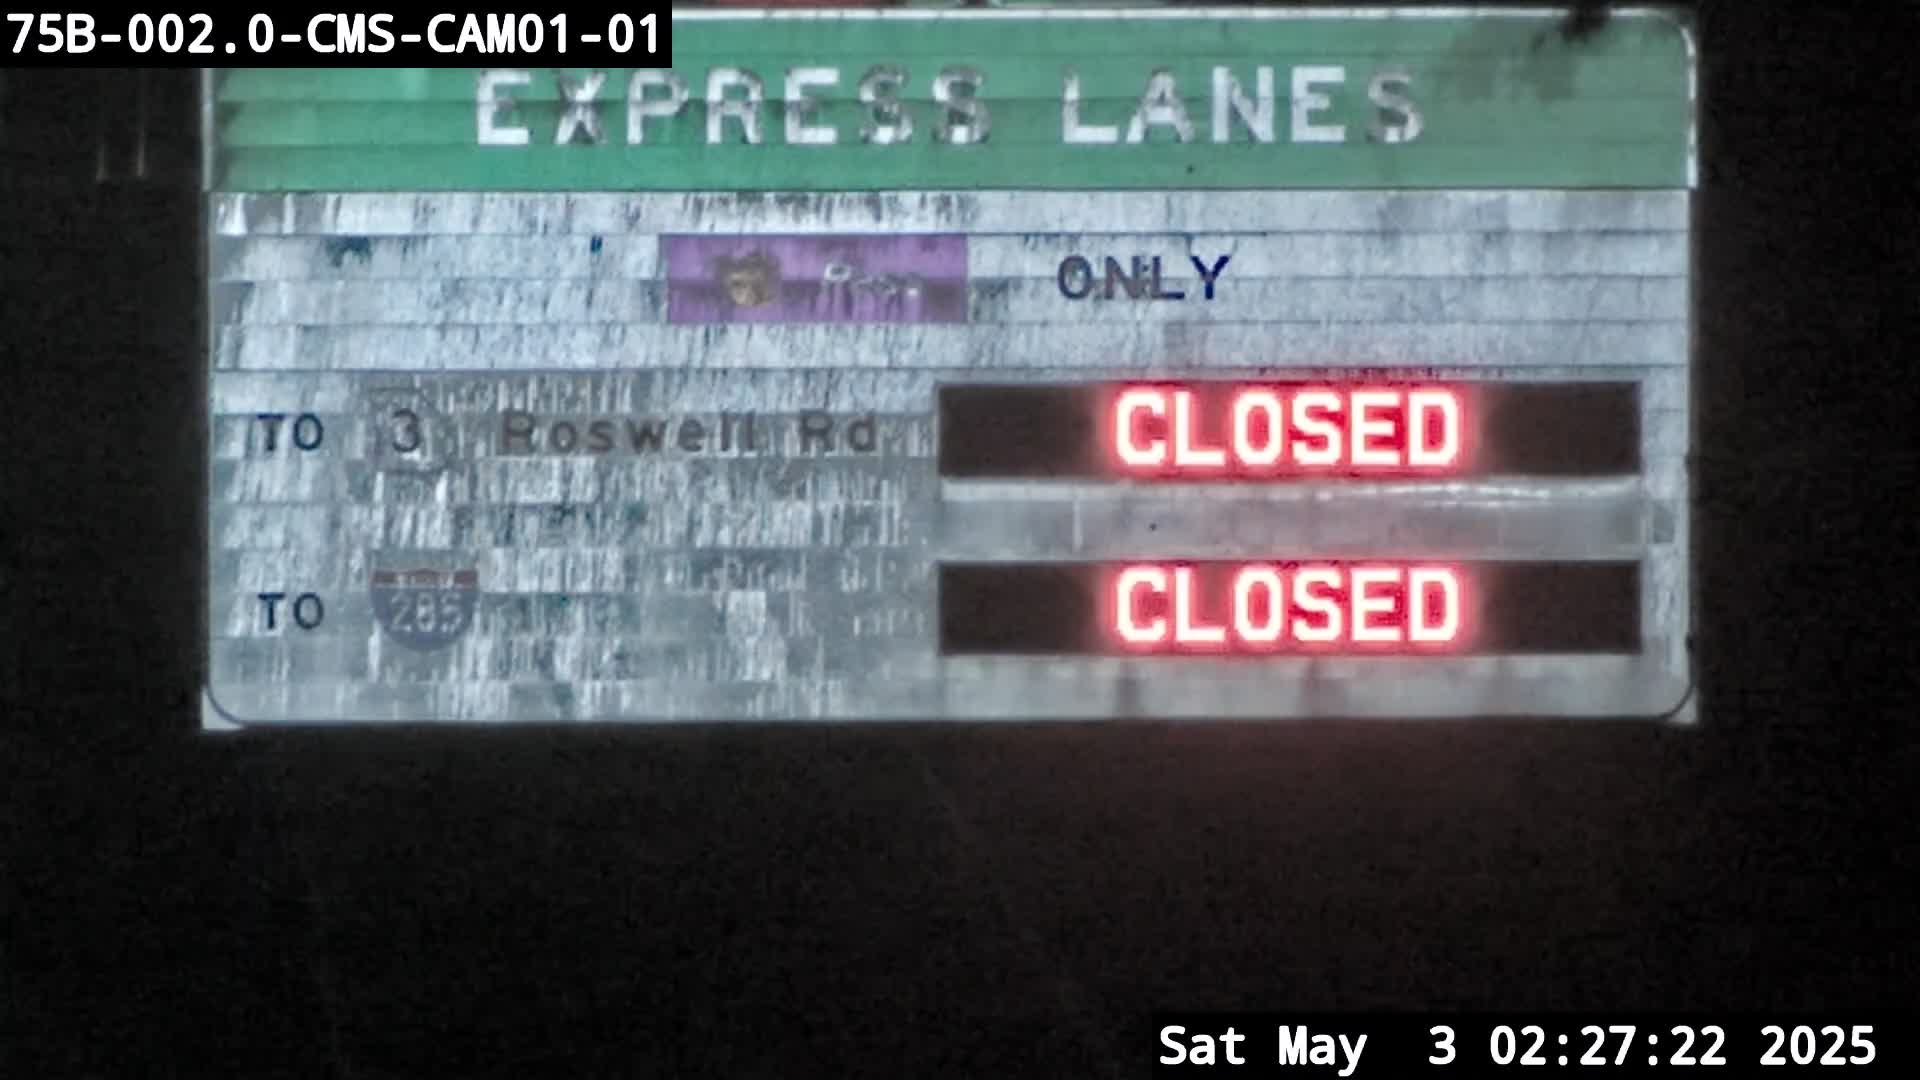 75B-002.0-CMS-CAM01-01
EXPRESS LANES
ONLY
TO 3 Roswell Rd CLOSED
TO 285 CLOSED
Sat May 3 02:27:22 2025